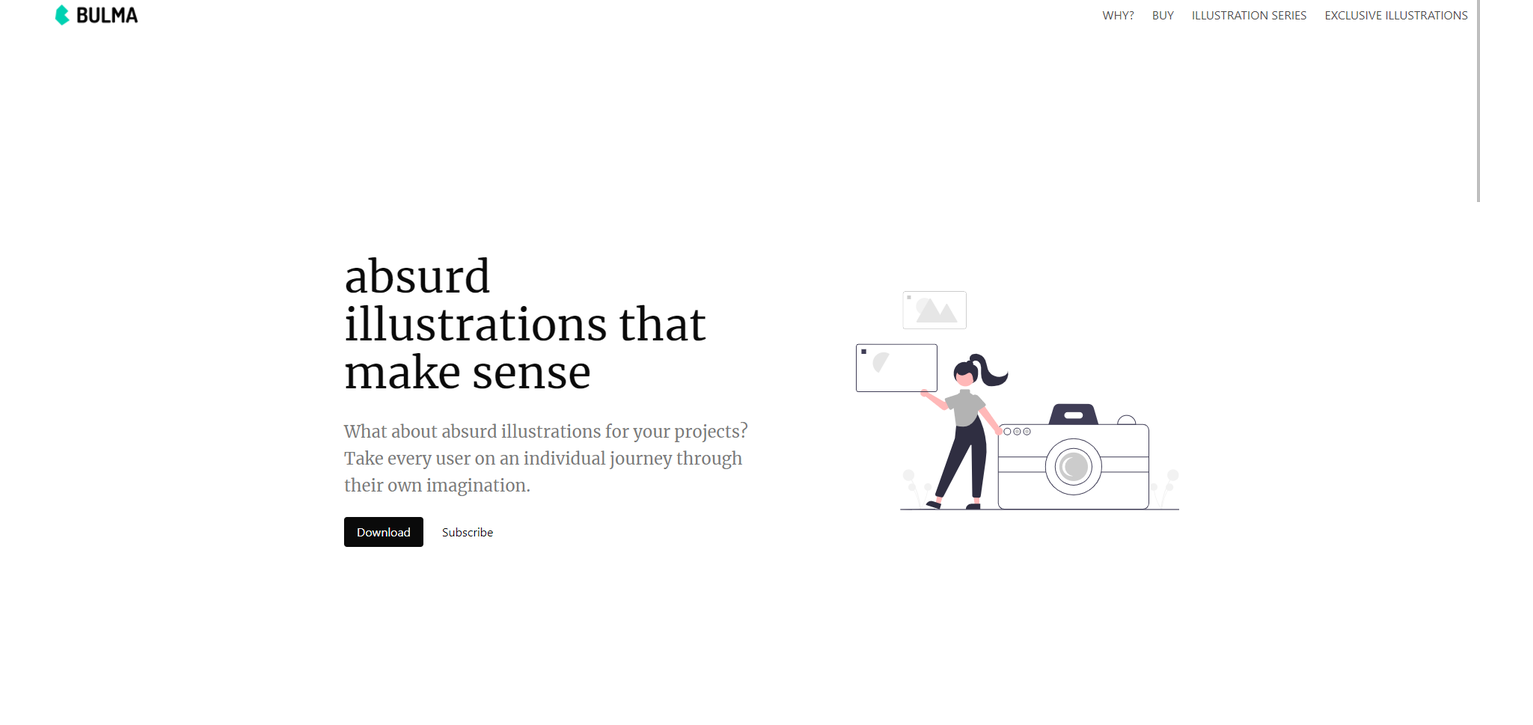 BULMA
WHY? BUY ILLUSTRATION SERIES EXCLUSIVE ILLUSTRATIONS
absurd
illustrations that
make sense
What about absurd illustrations for your projects?
Take every user on an individual journey through
their own imagination.
Download Subscribe